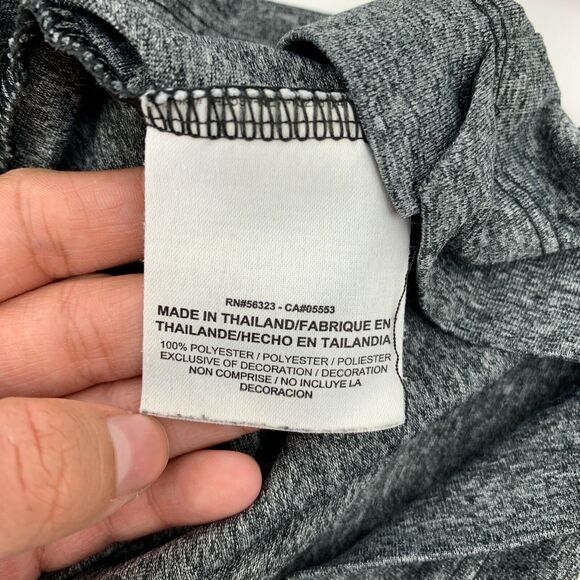 RN#56323 - CA#05553
MADE IN THAILAND/FABRIQUE EN
THAILANDE/HECHO EN TAILANDIA
100% POLYESTER / POLYESTER / POLIESTER
EXCLUSIVE OF DECORATION / DECORATION
NON COMPRISE / NO INCLUYE LA
DECORACION